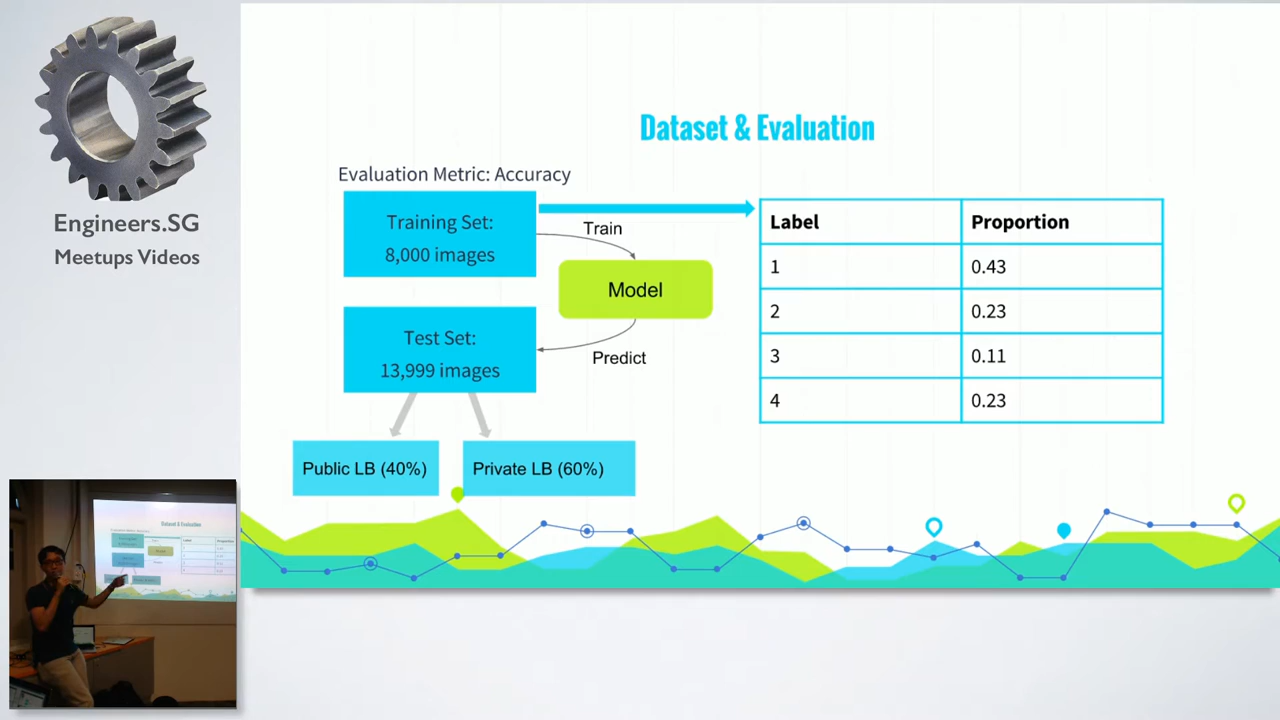 Engineers.SG
Meetups Videos
Dataset & Evaluation
Evaluation Metric: Accuracy
Training Set:
8,000 images
Train
Model
Test Set:
13,999 images
Predict
Public LB (40%)
Private LB (60%)
Label Proportion
1 0.43
2 0.23
3 0.11
4 0.23
Dataset & Evaluation